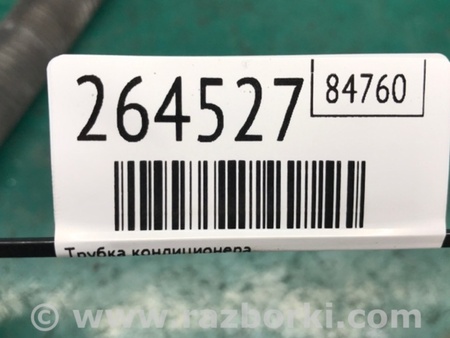 264527
84760
Трубка кондиционера
© www.razborki.com